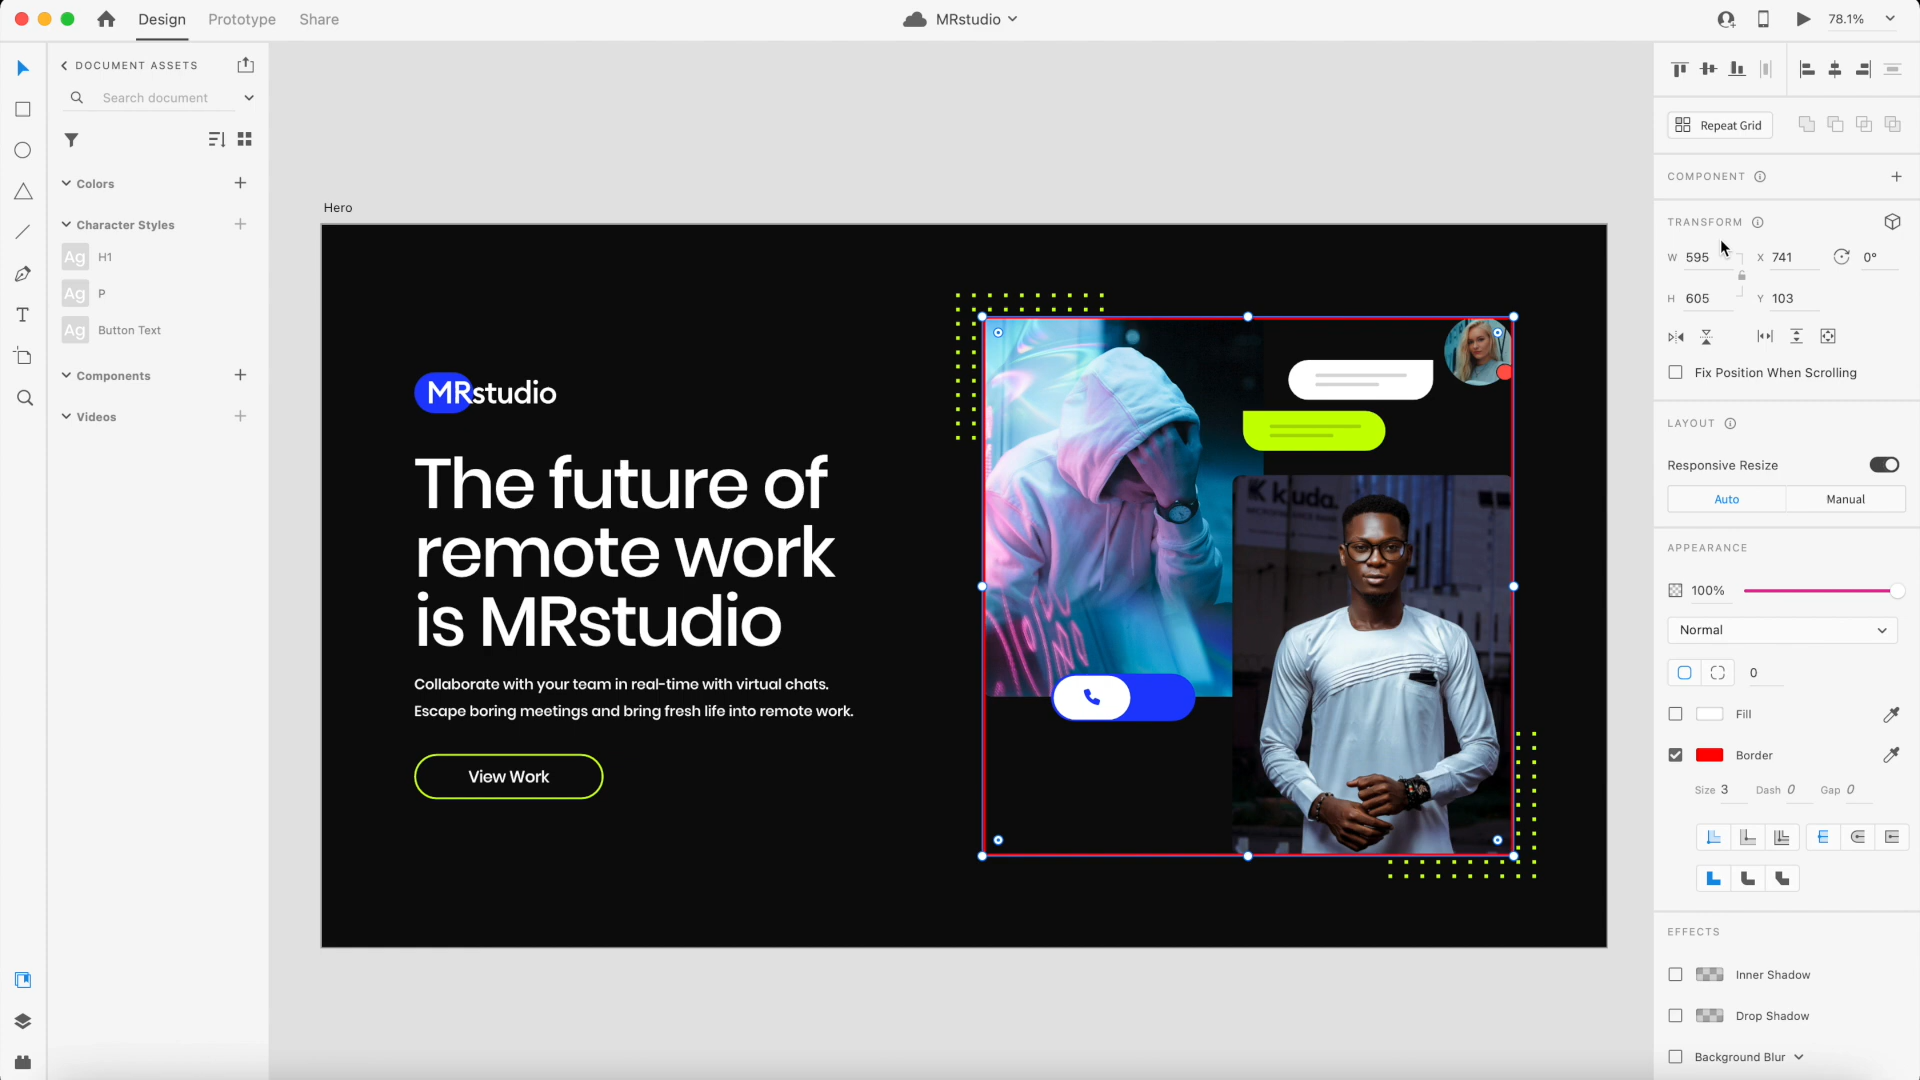 Design
Prototype
Share
MRstudio
78.1%
DOCUMENT ASSETS
Search document
Colors
Character Styles
Ag H1
Ag P
Ag Button Text
Components
Videos
Hero
MRstudio
The future of
remote work
is MRstudio
Collaborate with your team in real-time with virtual chats.
Escape boring meetings and bring fresh life into remote work.
View Work
Repeat Grid
COMPONENT
TRANSFORM
W 595 X 741 0°
H 605 Y 103
Fix Position When Scrolling
LAYOUT
Responsive Resize
Auto Manual
APPEARANCE
100%
Normal
0
Fill
Border
Size 3 Dash 0 Gap 0
EFFECTS
Inner Shadow
Drop Shadow
Background Blur